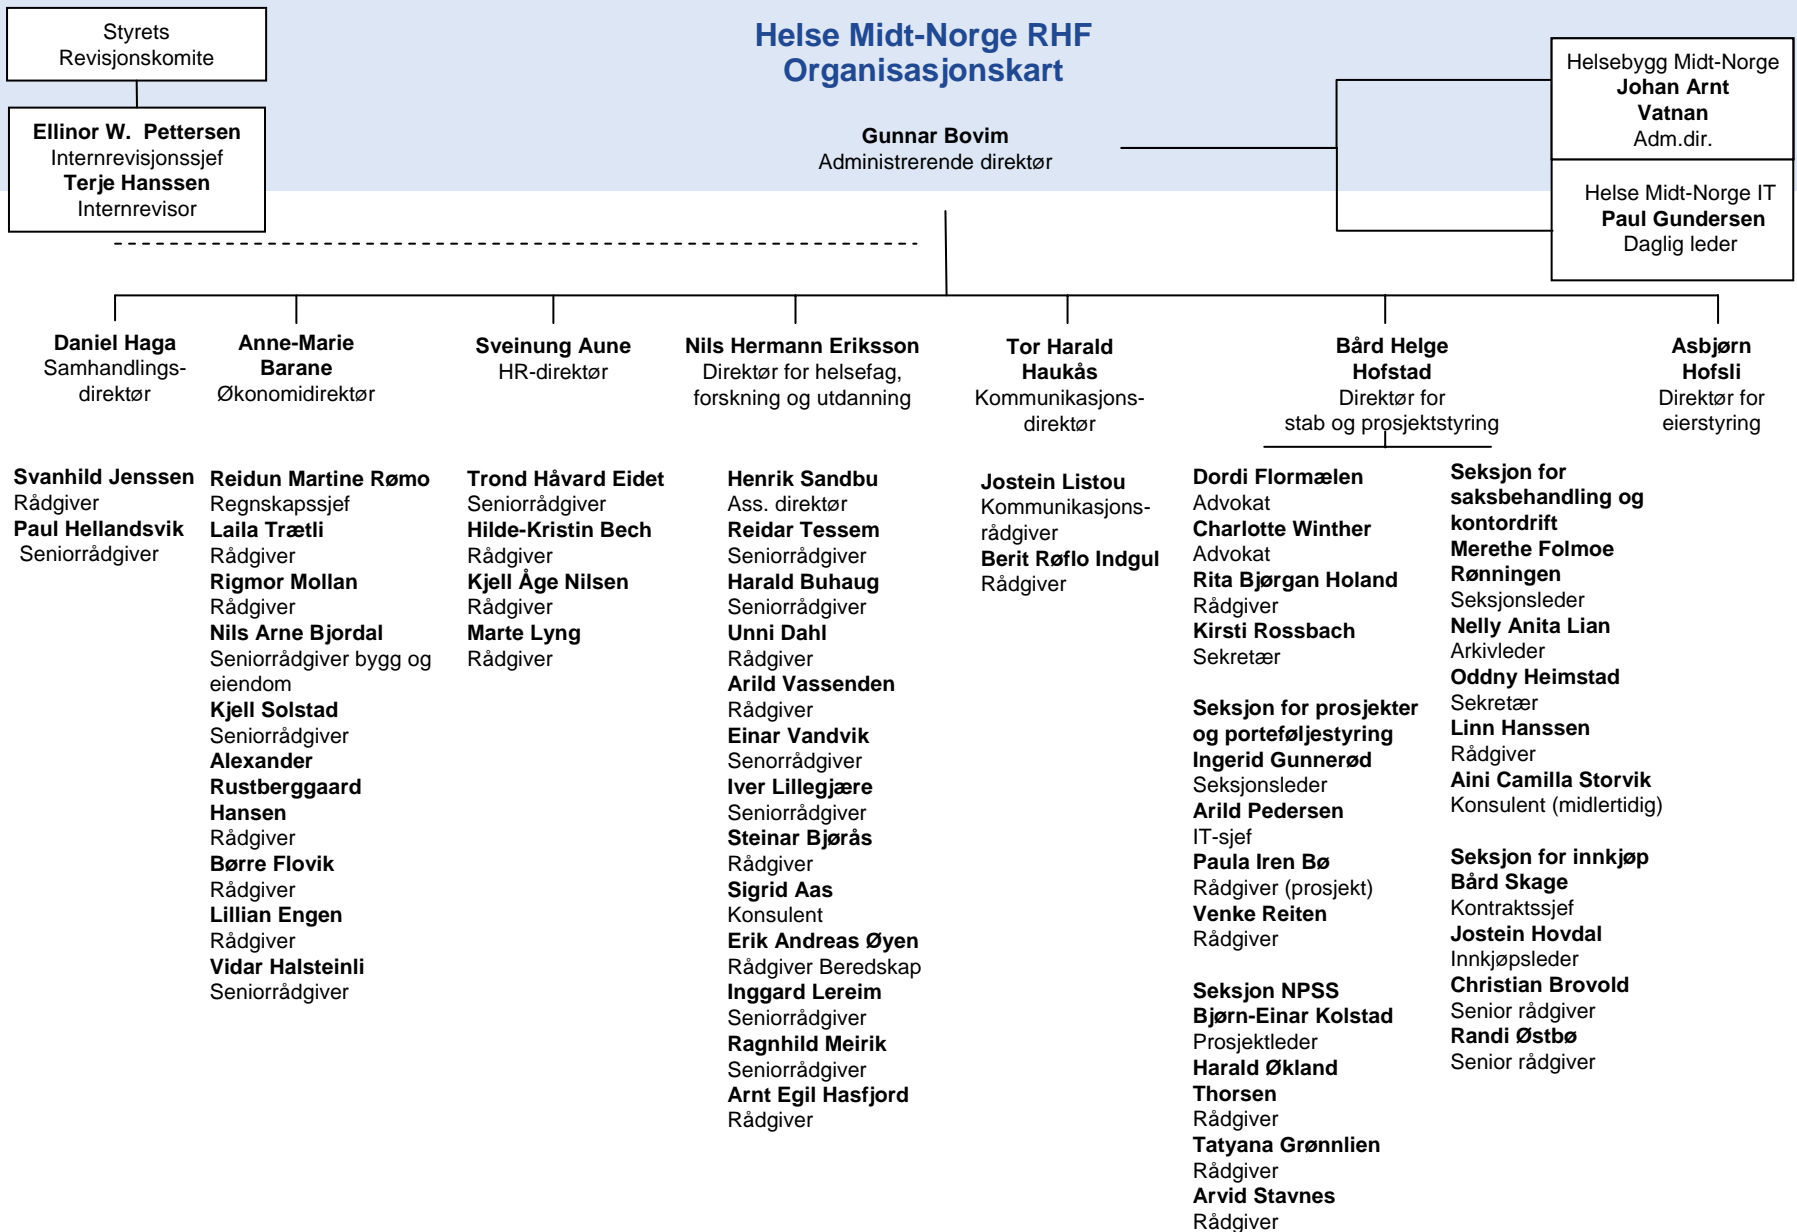 Styrets
Revisjonskomite
Ellinor W.  Pettersen
Internrevisjonssjef
Terje Hanssen
Internrevisor
Helse Midt-Norge RHF
Organisasjonskart
Gunnar Bovim
Administrerende direktør
Helsebygg Midt-Norge
Johan Arnt
Vatnan
Adm.dir.
Helse Midt-Norge IT
Paul Gundersen
Daglig leder
Daniel Haga
Samhandlings-
direktør
Svanhild Jenssen
Rådgiver
Paul Hellandsvik
Seniorrådgiver
Anne-Marie
Barane
Økonomidirektør
Reidun Martine Rømo
Regnskapssjef
Laila Trætli
Rådgiver
Rigmor Mollan
Rådgiver
Nils Arne Bjordal
Seniorrådgiver bygg og
eiendom
Kjell Solstad
Seniorrådgiver
Alexander
Rustberggaard
Hansen
Rådgiver
Børre Flovik
Rådgiver
Lillian Engen
Rådgiver
Vidar Halsteinli
Seniorrådgiver
Sveinung Aune
HR-direktør
Trond Håvard Eidet
Seniorrådgiver
Hilde-Kristin Bech
Rådgiver
Kjell Åge Nilsen
Rådgiver
Marte Lyng
Rådgiver
Nils Hermann Eriksson
Direktør for helsefag,
forskning og utdanning
Henrik Sandbu
Ass. direktør
Reidar Tessem
Seniorrådgiver
Harald Buhaug
Seniorrådgiver
Unni Dahl
Rådgiver
Arild Vassenden
Rådgiver
Einar Vandvik
Senorrådgiver
Iver Lillegjære
Seniorrådgiver
Steinar Bjørås
Rådgiver
Sigrid Aas
Konsulent
Erik Andreas Øyen
Rådgiver Beredskap
Inggard Lereim
Seniorrådgiver
Ragnhild Meirik
Seniorrådgiver
Arnt Egil Hasfjord
Rådgiver
Tor Harald
Haukås
Kommunikasjons-
direktør
Jostein Listou
Kommunikasjons-
rådgiver
Berit Røflo Indgul
Rådgiver
Bård Helge
Hofstad
Direktør for
stab og prosjektstyring
Dordi Flormælen
Advokat
Charlotte Winther
Advokat
Rita Bjørgan Holand
Rådgiver
Kirsti Rossbach
Sekretær
Seksjon for prosjekter
og porteføljestyring
Ingerid Gunnerød
Seksjonsleder
Arild Pedersen
IT-sjef
Paula Iren Bø
Rådgiver (prosjekt)
Venke Reiten
Rådgiver
Seksjon NPSS
Bjørn-Einar Kolstad
Prosjektleder
Harald Økland
Thorsen
Rådgiver
Tatyana Grønnlien
Rådgiver
Arvid Stavnes
Rådgiver
Seksjon for
saksbehandling og
kontordrift
Merethe Folmoe
Rønningen
Seksjonsleder
Nelly Anita Lian
Arkivleder
Oddny Heimstad
Sekretær
Linn Hanssen
Rådgiver
Aini Camilla Storvik
Konsulent (midlertidig)
Seksjon for innkjøp
Bård Skage
Kontraktssjef
Jostein Hovdal
Innkjøpsleder
Christian Brovold
Senior rådgiver
Randi Østbø
Senior rådgiver
Asbjørn
Hofsli
Direktør for
eierstyring